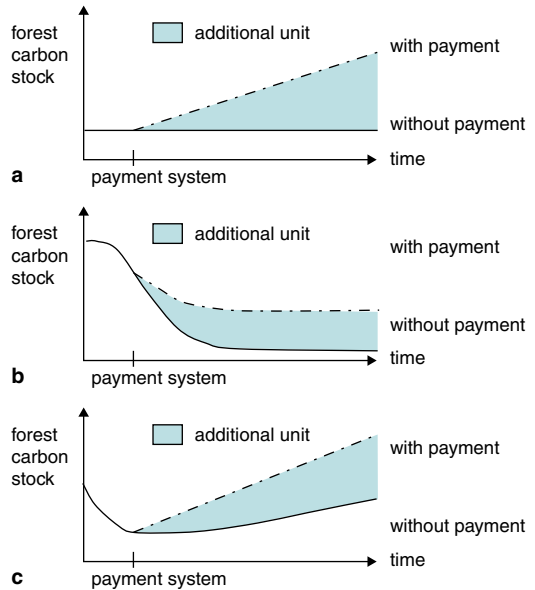 forest
carbon
stock
additional unit
with payment
without payment
time
payment system
a
forest
carbon
stock
additional unit
with payment
without payment
time
payment system
b
forest
carbon
stock
additional unit
with payment
without payment
time
payment system
c